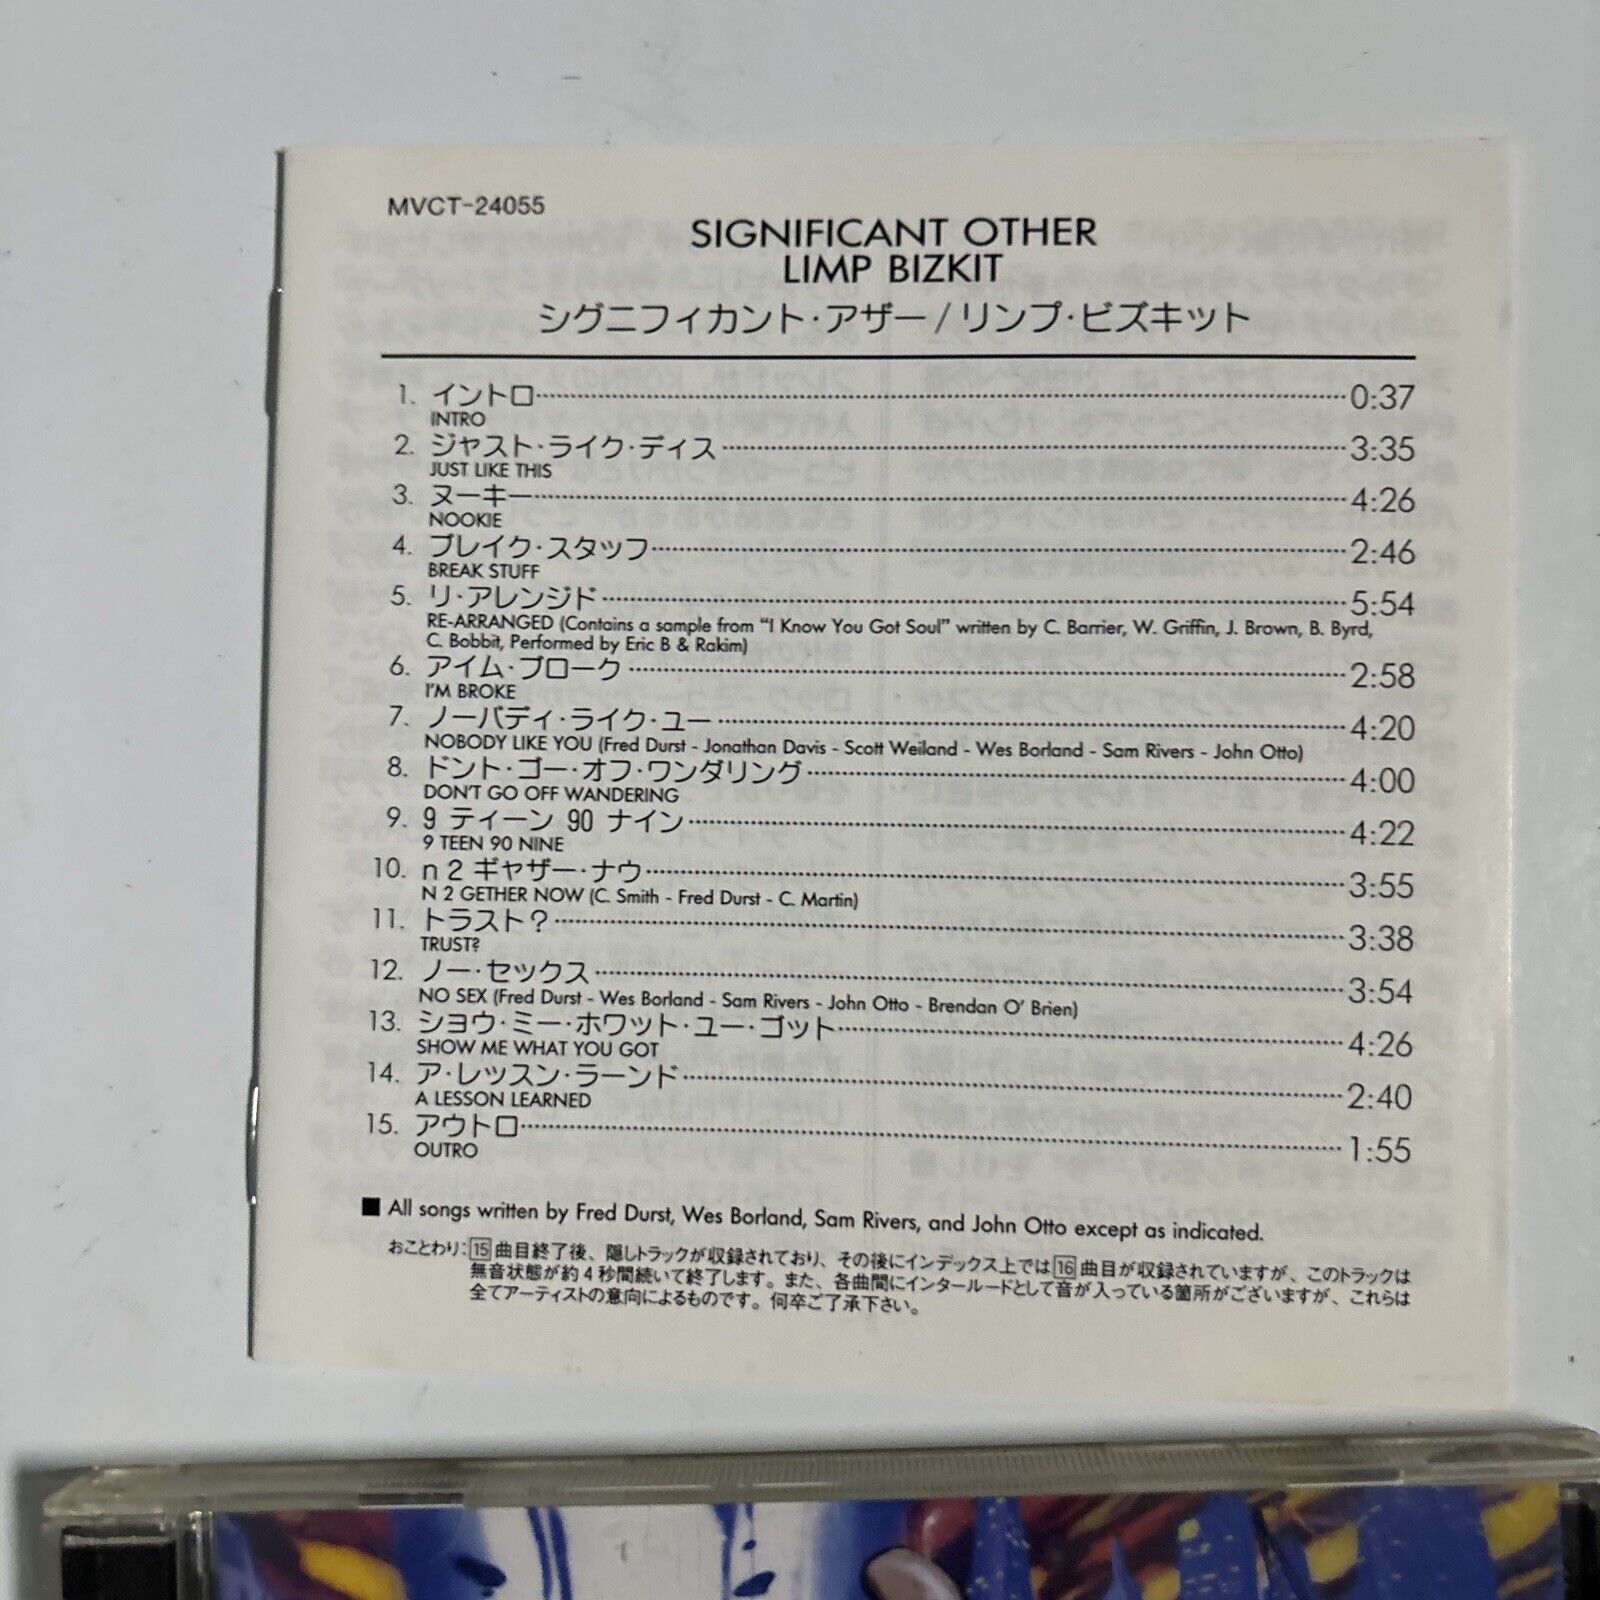 MVCT-24055
SIGNIFICANT OTHER
LIMP BIZKIT
シグニフィカント・アザー/リンプ・ビズキット
1. イントロ 0:37
INTRO
2. ジャスト・ライク・ディス 3:35
JUST LIKE THIS
3. ヌーキー 4:26
NOOKIE
4. ブレイク・スタッフ 2:46
BREAK STUFF
5. リ・アレンジド 5:54
RE-ARRANGED (Contains a sample from “I Know You Got Soul” written by C. Barrier, W. Griffin, J. Brown, B. Byrd,
C. Bobbit, Performed by Eric B & Rakim)
6. アイム・ブローク 2:58
I'M BROKE
7. ノーバディ・ライク・ユー 4:20
NOBODY LIKE YOU (Fred Durst - Jonathan Davis - Scott Weiland - Wes Borland - Sam Rivers - John Otto)
8. ドント・ゴー・オフ・ワンダリング 4:00
DON'T GO OFF WANDERING
9. 9 ティーン 90 ナイン 4:22
9 TEEN 90 NINE
10. n 2 ギャザー・ナウ 3:55
N 2 GETHER NOW (C. Smith - Fred Durst - C. Martin)
11. トラスト? 3:38
TRUST?
12. ノー・セックス 3:54
NO SEX (Fred Durst - Wes Borland - Sam Rivers - John Otto - Brendan O' Brien)
13. ショウ・ミー・ホワット・ユー・ゴット 4:26
SHOW ME WHAT YOU GOT
14. ア・レッスン・ラーンド 2:40
A LESSON LEARNED
15. アウトロ 1:55
OUTRO
■ All songs written by Fred Durst, Wes Borland, Sam Rivers, and John Otto except as indicated.
おことわり:15曲目終了後、隠しトラックが収録されており、その後にインデックス上では16曲目が収録されていますが、このトラックは
無音状態が約4秒間続いて終了します。また、各曲間にインタールードとして音が入っている箇所がございますが、これらは
全てアーティストの意向によるものです。何卒ご了承下さい。